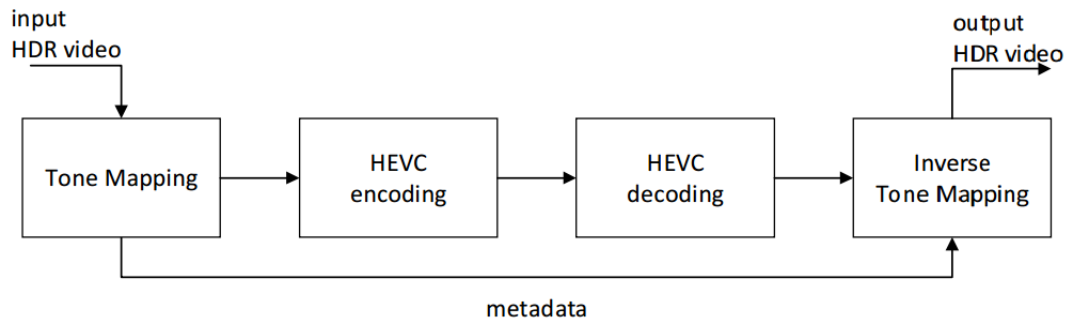 input
HDR video
output
HDR video
Tone Mapping
HEVC
encoding
HEVC
decoding
Inverse
Tone Mapping
metadata